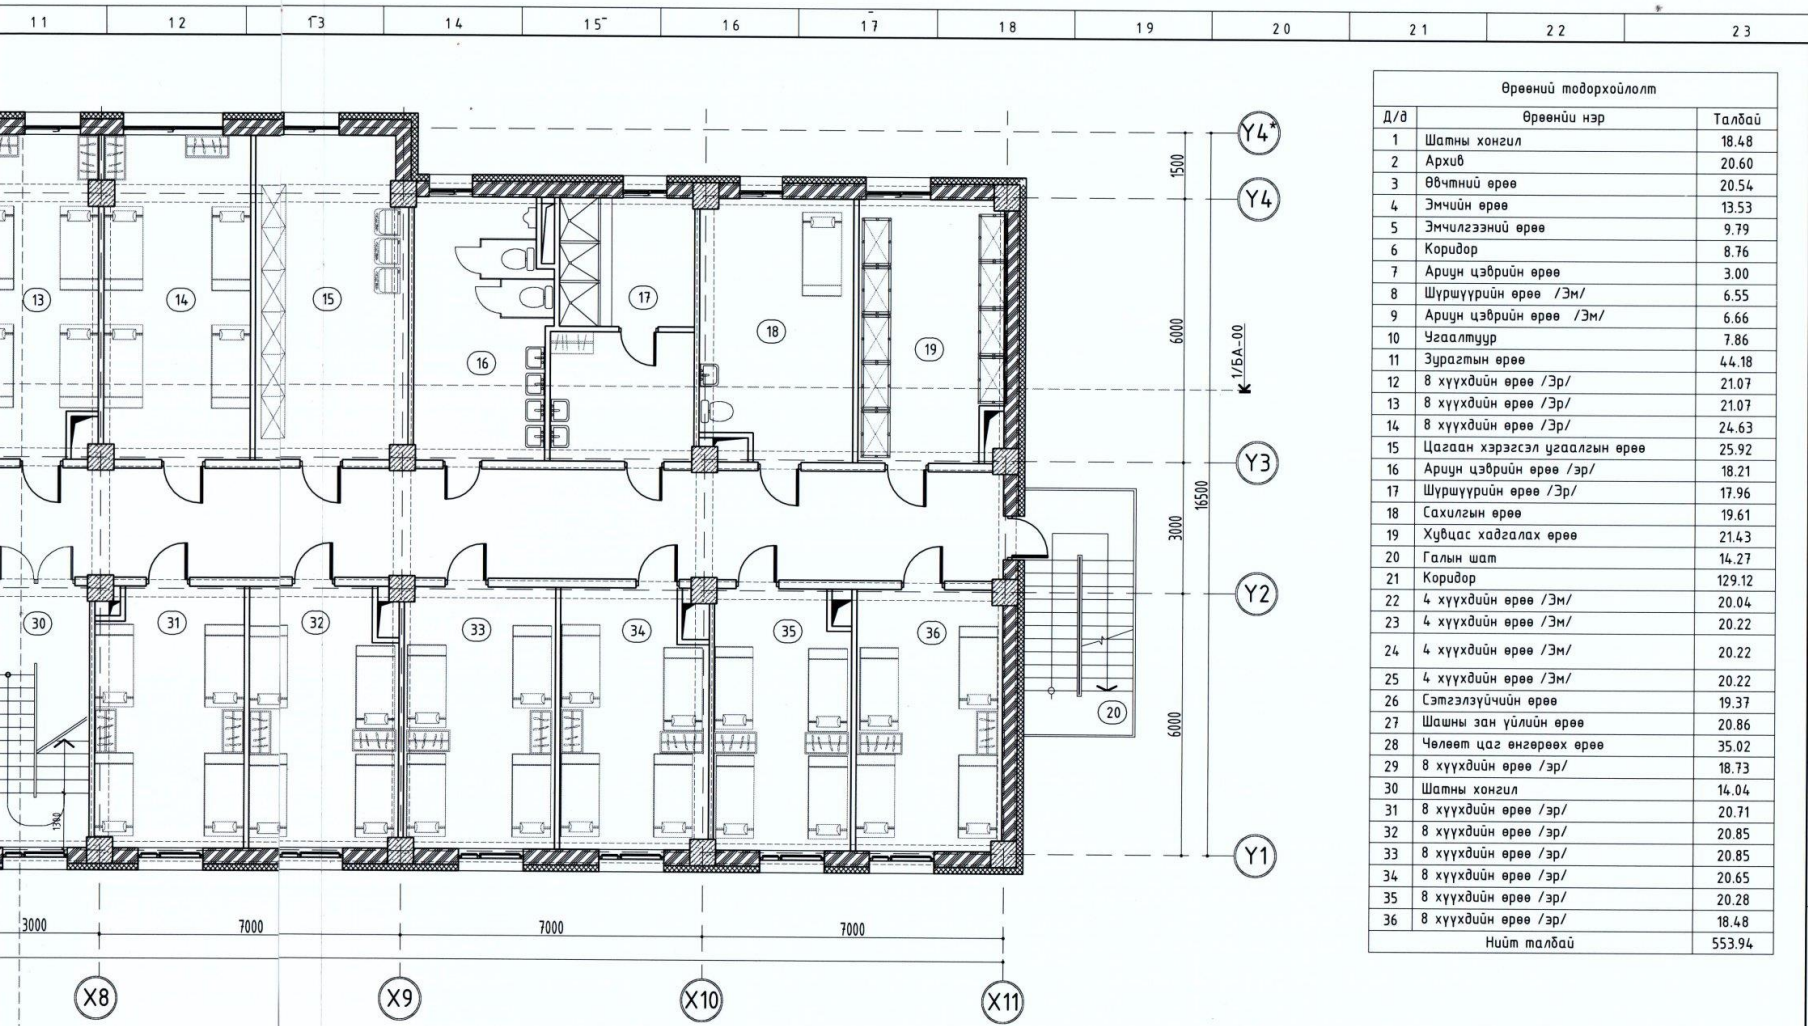 11 12 13 14 15 16 17 18 19 20 21 22 23
Өрөөний тодорхойлолт
Д/д Өрөөнийи нэр Талбай
1 Шатны хонгил 18.48
2 Архив 20.60
3 Өвчтний өрөө 20.54
4 Эмчийн өрөө 13.53
5 Эмчилгээний өрөө 9.79
6 Коридор 8.76
7 Ариун цэврийн өрөө 3.00
8 Шүршүүрийн өрөө /Эм/ 6.55
9 Ариун цэврийн өрөө /Эм/ 6.66
10 Угаалтуур 7.86
11 Зурагтын өрөө 44.18
12 8 хүүхдийн өрөө /Эр/ 21.07
13 8 хүүхдийн өрөө /Эр/ 21.07
14 8 хүүхдийн өрөө /Эр/ 24.63
15 Цагаан хэрэгсэл угаалгын өрөө 25.92
16 Ариун цэврийн өрөө /эр/ 18.21
17 Шүршүүрийн өрөө /Эр/ 17.96
18 Сахилгын өрөө 19.61
19 Хувцас хадгалах өрөө 21.43
20 Галын шат 14.27
21 Коридор 129.12
22 4 хүүхдийн өрөө /Эм/ 20.04
23 4 хүүхдийн өрөө /Эм/ 20.22
24 4 хүүхдийн өрөө /Эм/ 20.22
25 4 хүүхдийн өрөө /Эм/ 20.22
26 Сэтгэлзүйчийн өрөө 19.37
27 Шашны зан үйлийн өрөө 20.86
28 Чөлөөт цаг өнгөрөөх өрөө 35.02
29 8 хүүхдийн өрөө /эр/ 18.73
30 Шатны хонгил 14.04
31 8 хүүхдийн өрөө /эр/ 20.71
32 8 хүүхдийн өрөө /эр/ 20.85
33 8 хүүхдийн өрөө /эр/ 20.85
34 8 хүүхдийн өрөө /эр/ 20.65
35 8 хүүхдийн өрөө /эр/ 20.28
36 8 хүүхдийн өрөө /эр/ 18.48
Нийт талбай 553.94
Y4*
1500
Y4
13 14 15 16 17 18 19
6000
1/БА-00
Y3
16500
3000
Y2
30 31 32 33 34 35 36
20
6000
1300
Y1
3000 7000 7000 7000
X8 X9 X10 X11